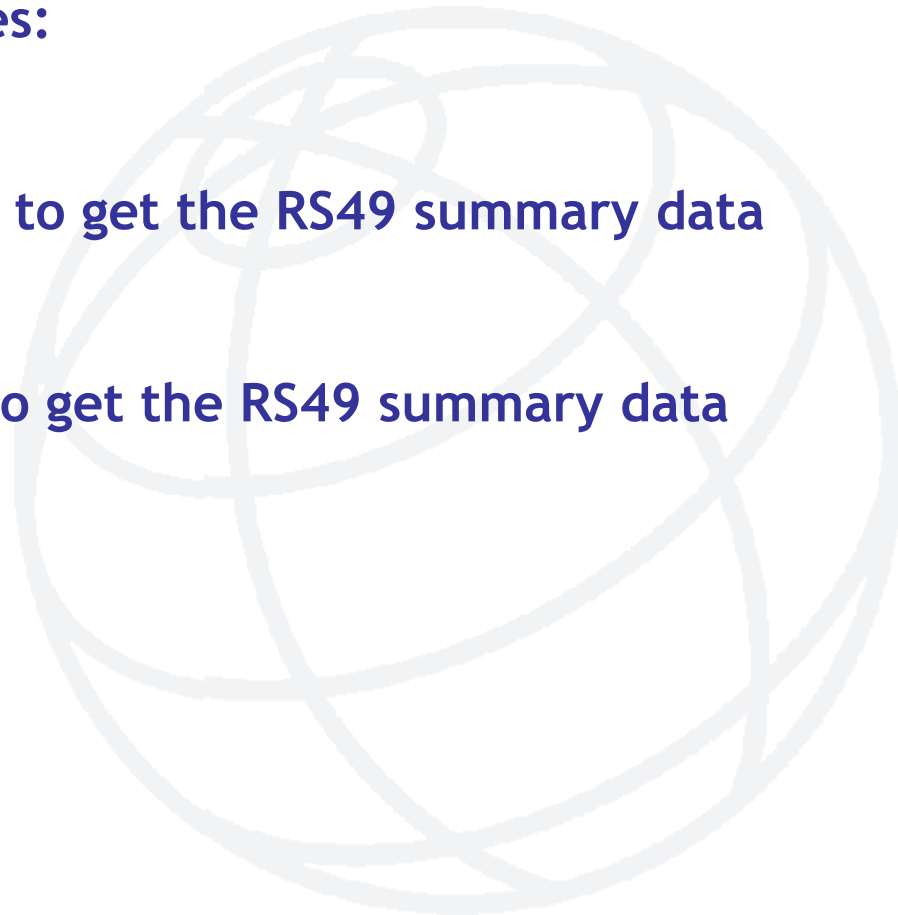 es:
to get the RS49 summary data
o get the RS49 summary data